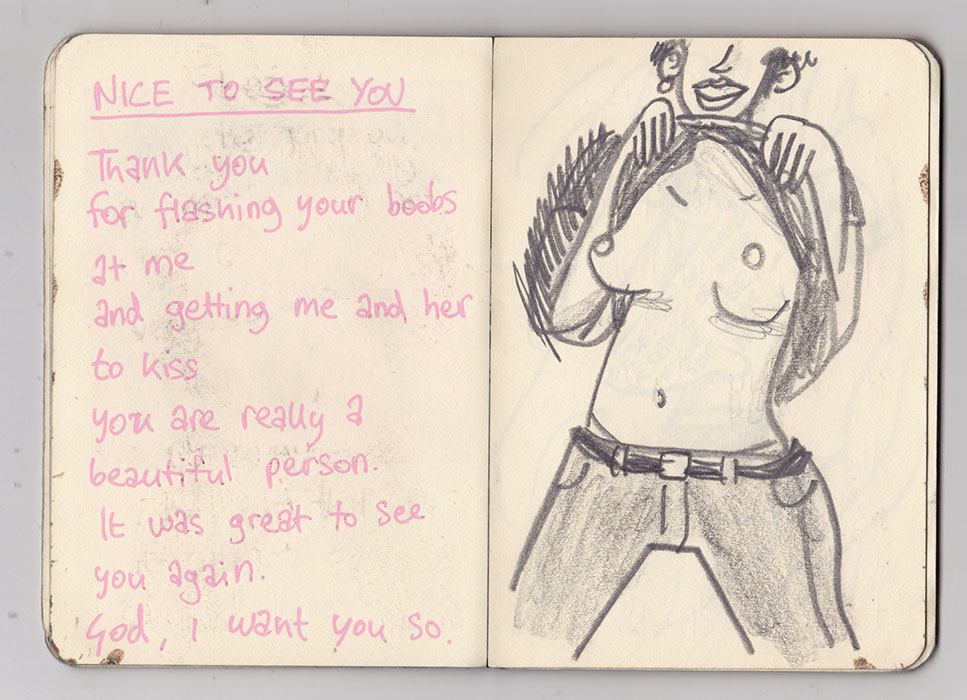 NICE TO SEE YOU
Thank you
for flashing your boobs
at me
and getting me and her
to kiss
you are really a
beautiful person.
It was great to see
you again.
God, i want you so.